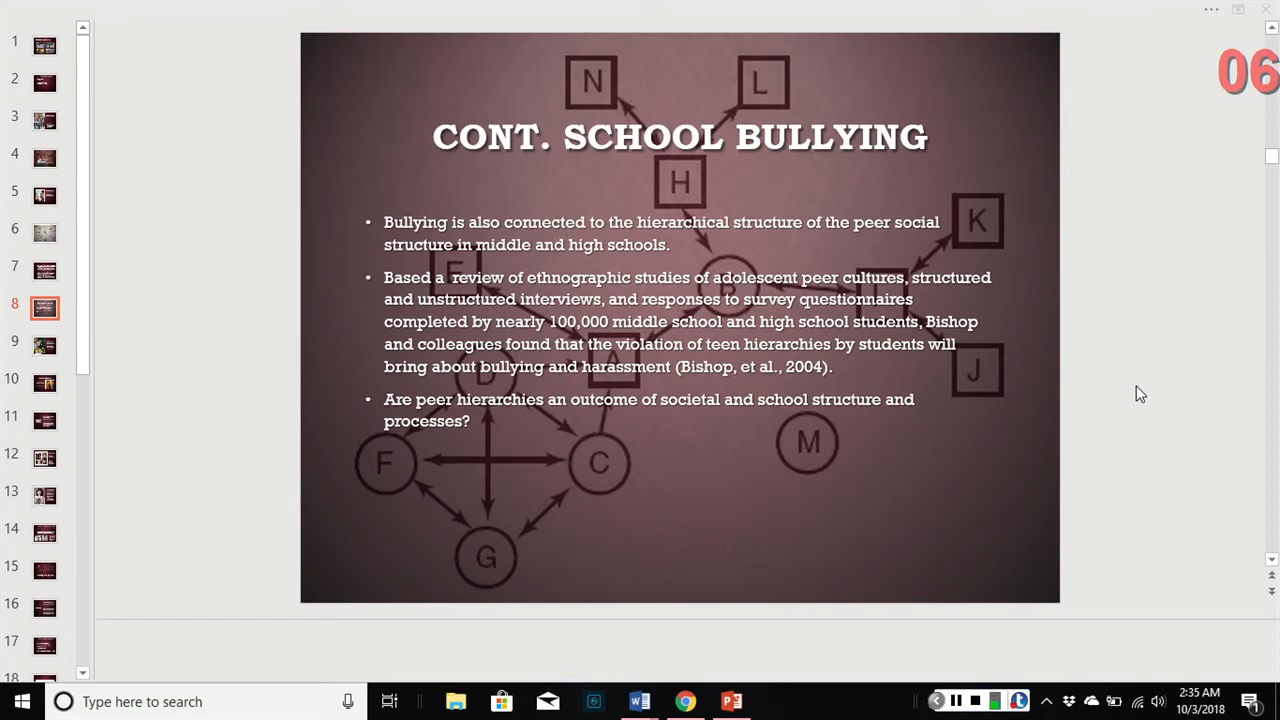 06
1
2
3
4
5
7
8
9
10
11
12
13
14
15
16
17
18
N
L
CONT. SCHOOL BULLYING
H
K
• Bullying is also connected to the hierarchical structure of the peer social
structure in middle and high schools.
E
• Based a review of ethnographic studies of adolescent peer cultures, structured
and unstructured interviews, and responses to survey questionnaires
completed by nearly 100,000 middle school and high school students, Bishop
and colleagues found that the violation of teen hierarchies by students will
bring about bullying and harassment (Bishop, et al., 2004).
A
D
J
• Are peer hierarchies an outcome of societal and school structure and
processes?
M
F
C
G
Type here to search
2:35 AM
10/3/2018
1